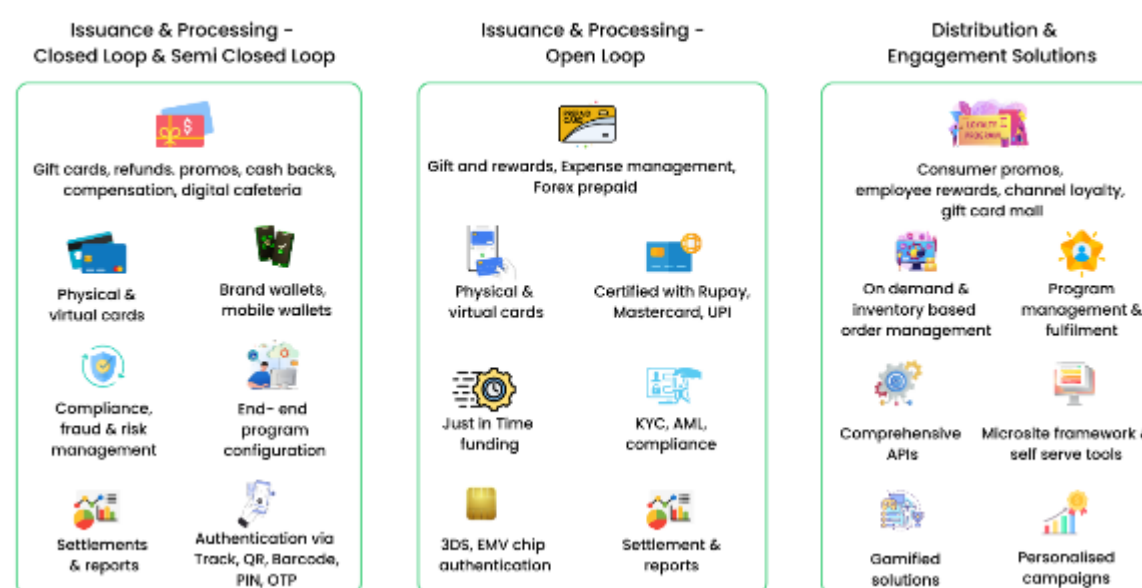 Issuance & Processing -
Closed Loop & Semi Closed Loop
Gift cards, refunds. promos, cash backs,
compensation, digital cafeteria
Physical &
virtual cards
Brand wallets,
mobile wallets
Compliance,
fraud & risk
management
End- end
program
configuration
Settlements
& reports
Authentication via
Track, QR, Barcode,
PIN, OTP
Issuance & Processing -
Open Loop
PREPAID
CARD
Gift and rewards, Expense management,
Forex prepaid
Physical &
virtual cards
Certified with Rupay,
Mastercard, UPI
Just in Time
funding
KYC, AML,
compliance
3DS, EMV chip
authentication
Settlement &
reports
Distribution &
Engagement Solutions
LOYALTY
PROGRAM
Consumer promos,
employee rewards, channel loyalty,
gift card mall
On demand &
inventory based
order management
Program
management &
fulfilment
Comprehensive
APIs
Microsite framework &
self serve tools
Gamified
solutions
Personalised
campaigns